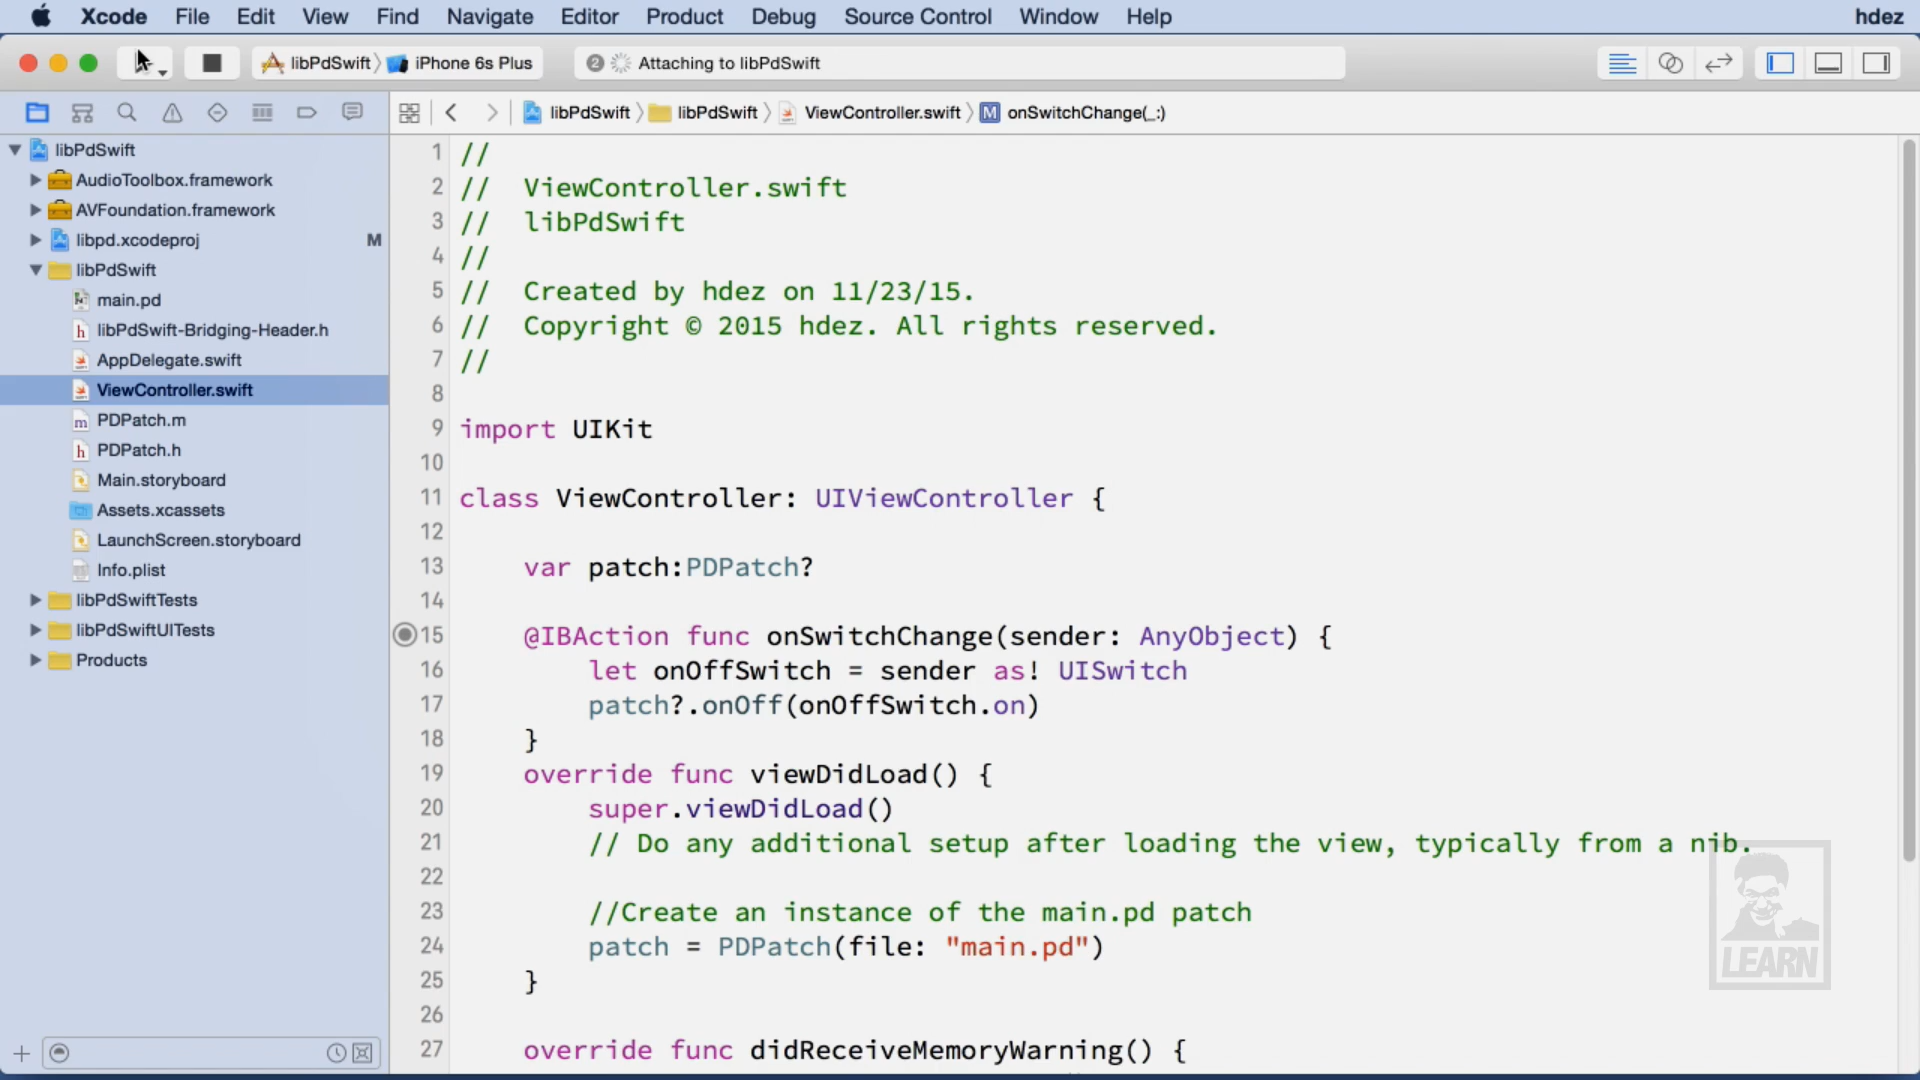 Xcode File Edit View Find Navigate Editor Product Debug Source Control Window Help hdez
libPdSwift iPhone 6s Plus 2 Attaching to libPdSwift
libPdSwift libPdSwift ViewController.swift M onSwitchChange(_:)
libPdSwift
AudioToolbox.framework
AVFoundation.framework
libpd.xcodeproj M
libPdSwift
main.pd
h libPdSwift-Bridging-Header.h
AppDelegate.swift
ViewController.swift
m PDPatch.m
h PDPatch.h
Main.storyboard
Assets.xcassets
LaunchScreen.storyboard
Info.plist
libPdSwiftTests
libPdSwiftUITests
Products
1 //
2 //  ViewController.swift
3 //  libPdSwift
4 //
5 //  Created by hdez on 11/23/15.
6 //  Copyright © 2015 hdez. All rights reserved.
7 //
8
9 import UIKit
10
11 class ViewController: UIViewController {
12
13     var patch:PDPatch?
14
15     @IBAction func onSwitchChange(sender: AnyObject) {
16         let onOffSwitch = sender as! UISwitch
17         patch?.onOff(onOffSwitch.on)
18     }
19     override func viewDidLoad() {
20         super.viewDidLoad()
21         // Do any additional setup after loading the view, typically from a nib.
22
23         //Create an instance of the main.pd patch
24         patch = PDPatch(file: "main.pd")
25     }
26
27     override func didReceiveMemoryWarning() {
LEARN